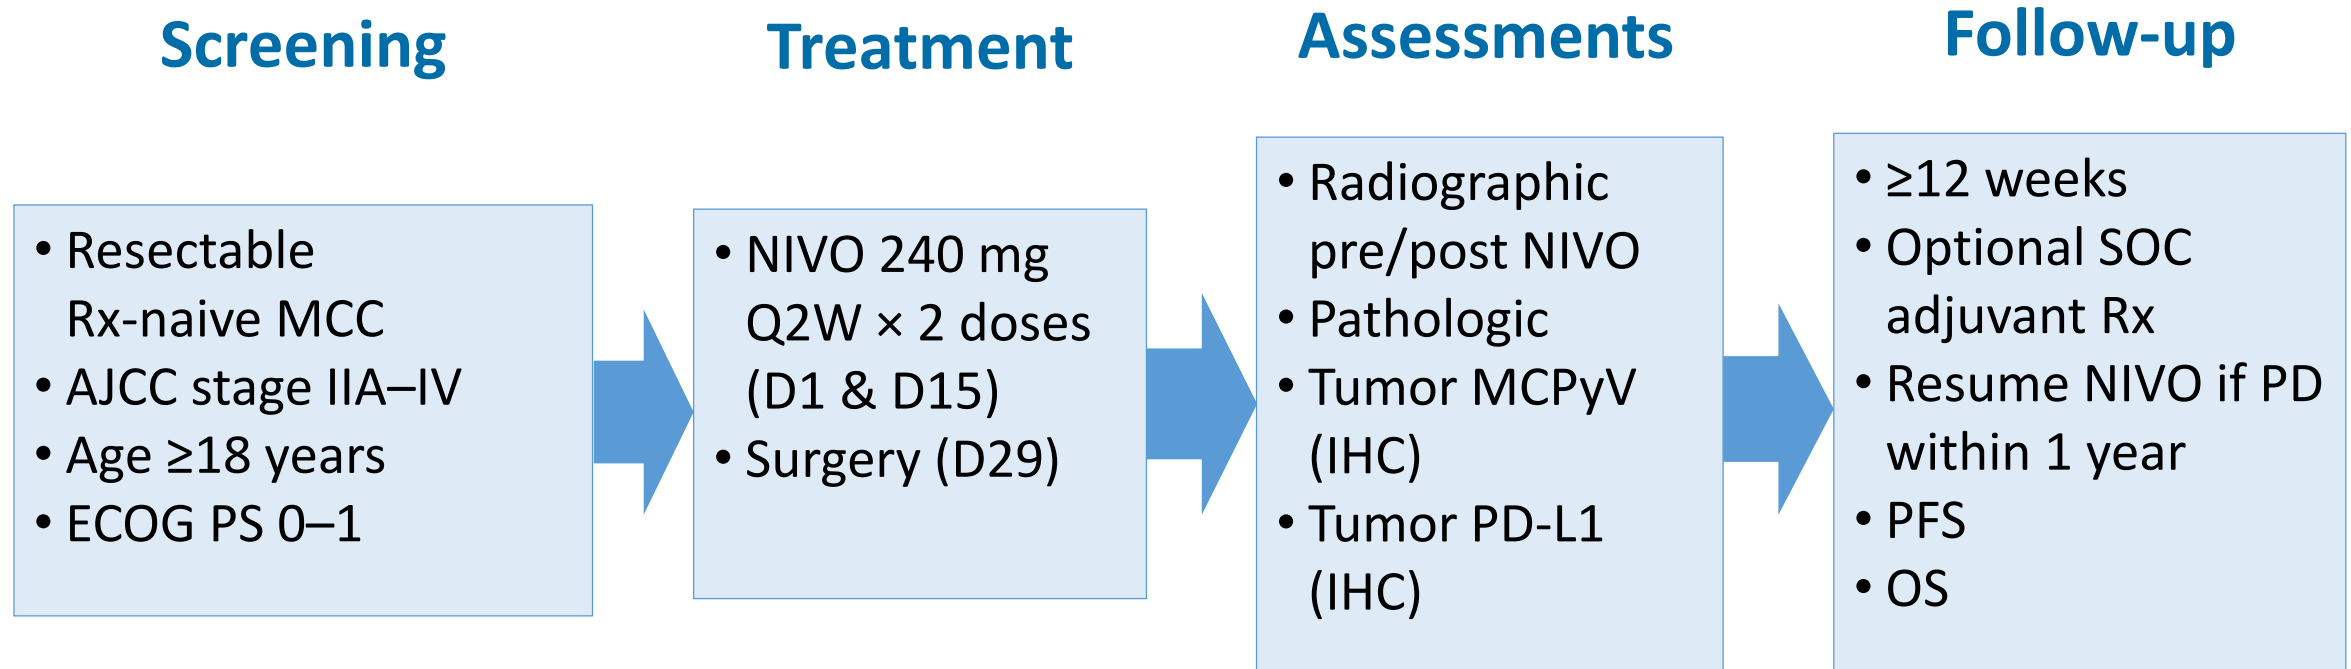 Screening
• Resectable
Rx-naive MCC
• AJCC stage IIA–IV
• Age ≥18 years
• ECOG PS 0–1
Treatment
• NIVO 240 mg
Q2W × 2 doses
(D1 & D15)
• Surgery (D29)
Assessments
• Radiographic
pre/post NIVO
• Pathologic
• Tumor MCPyV
(IHC)
• Tumor PD-L1
(IHC)
Follow-up
• ≥12 weeks
• Optional SOC
adjuvant Rx
• Resume NIVO if PD
within 1 year
• PFS
• OS